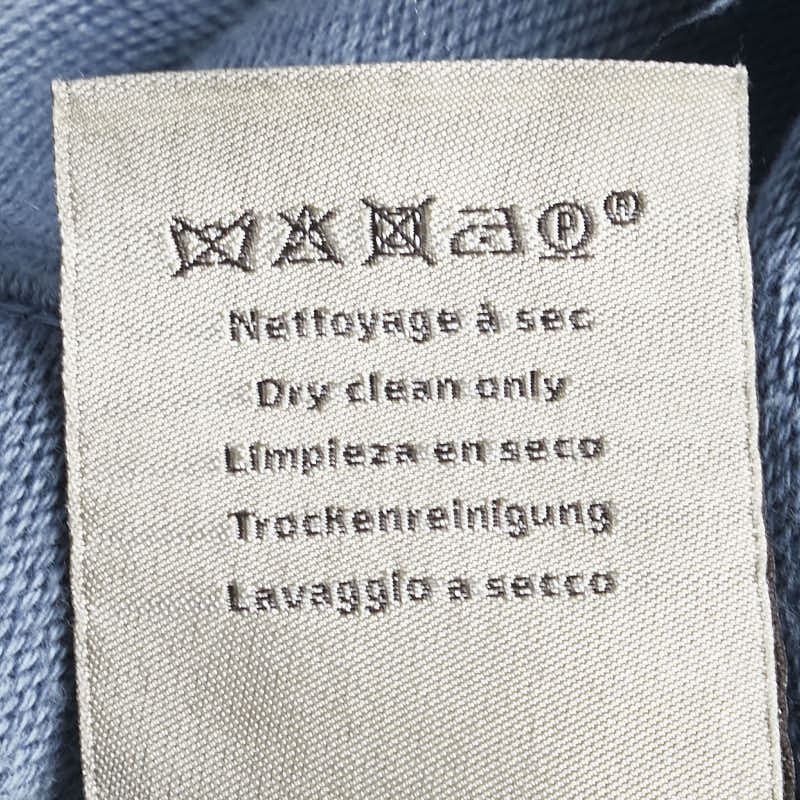 P ®
Nettoyage à sec
Dry clean only
Limpieza en seco
Trockenreinigung
Lavaggio a secco